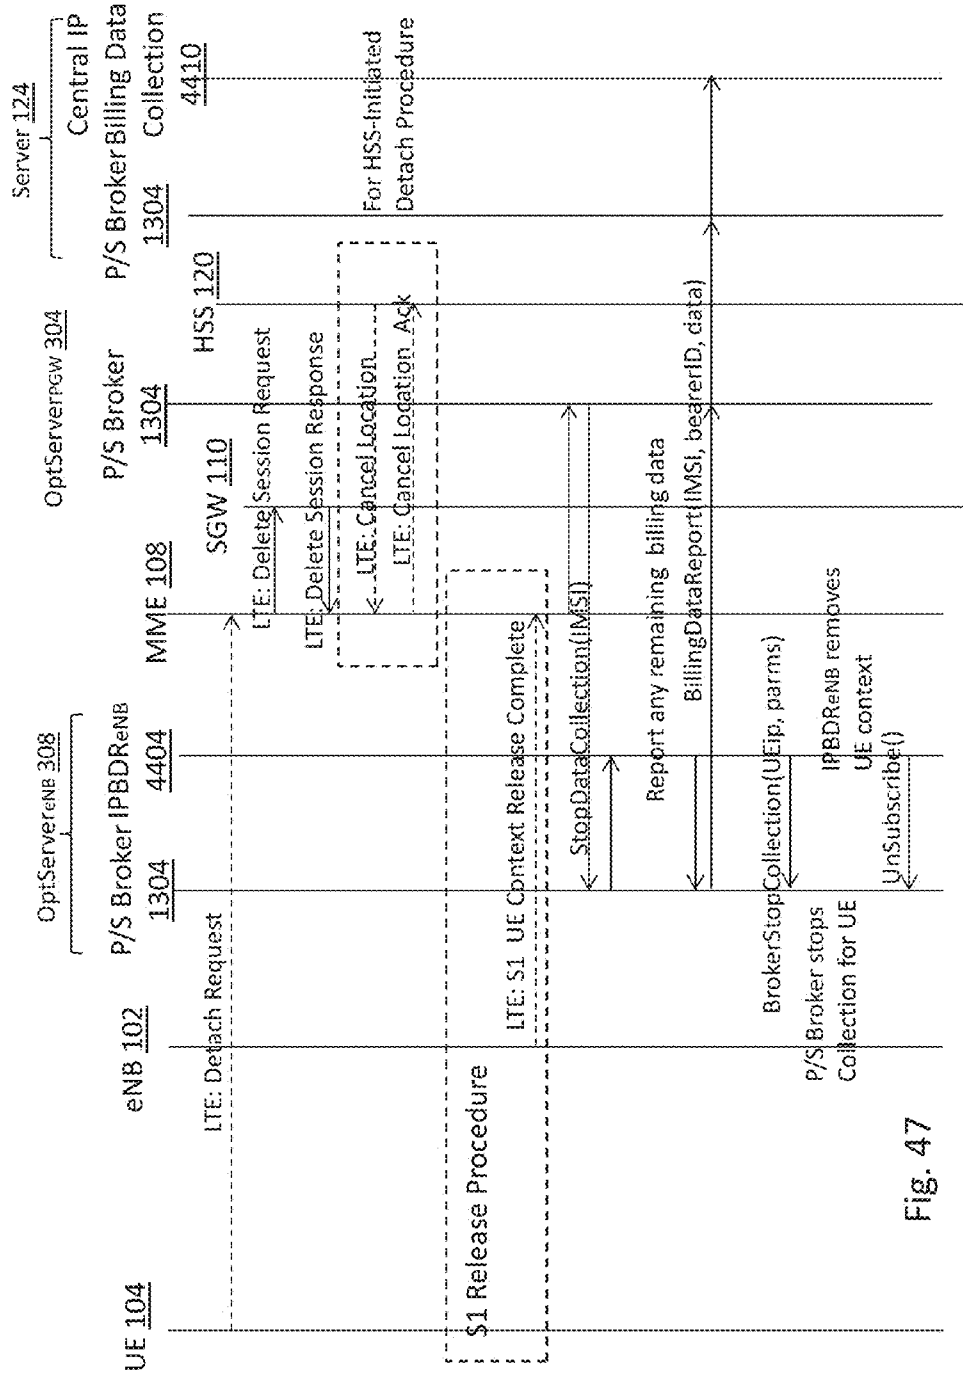 Server 124
OptServerPGW 304
Central IP
OptServereNB 308
P/S Broker
P/S Broker
Billing Data
UE 104
eNB 102
P/S Broker
IPBDReNB
MME 108
1304
1304
Collection
1304
4404
SGW 110
HSS 120
4410
LTE: Detach Request
LTE: Delete Session Request
LTE: Delete Session Response
LTE: Cancel Location
For HSS-Initiated
LTE: Cancel Location Ack
Detach Procedure
S1 Release Procedure
LTE: S1 UE Context Release Complete
StopDataCollection(IMSI)
Report any remaining billing data
BillingDataReport(IMSI, bearerID, data)
BrokerStopCollection(UEip, parms)
P/S Broker stops
Collection for UE
IPBDReNB removes
UE context
UnSubscribe()
Fig. 47